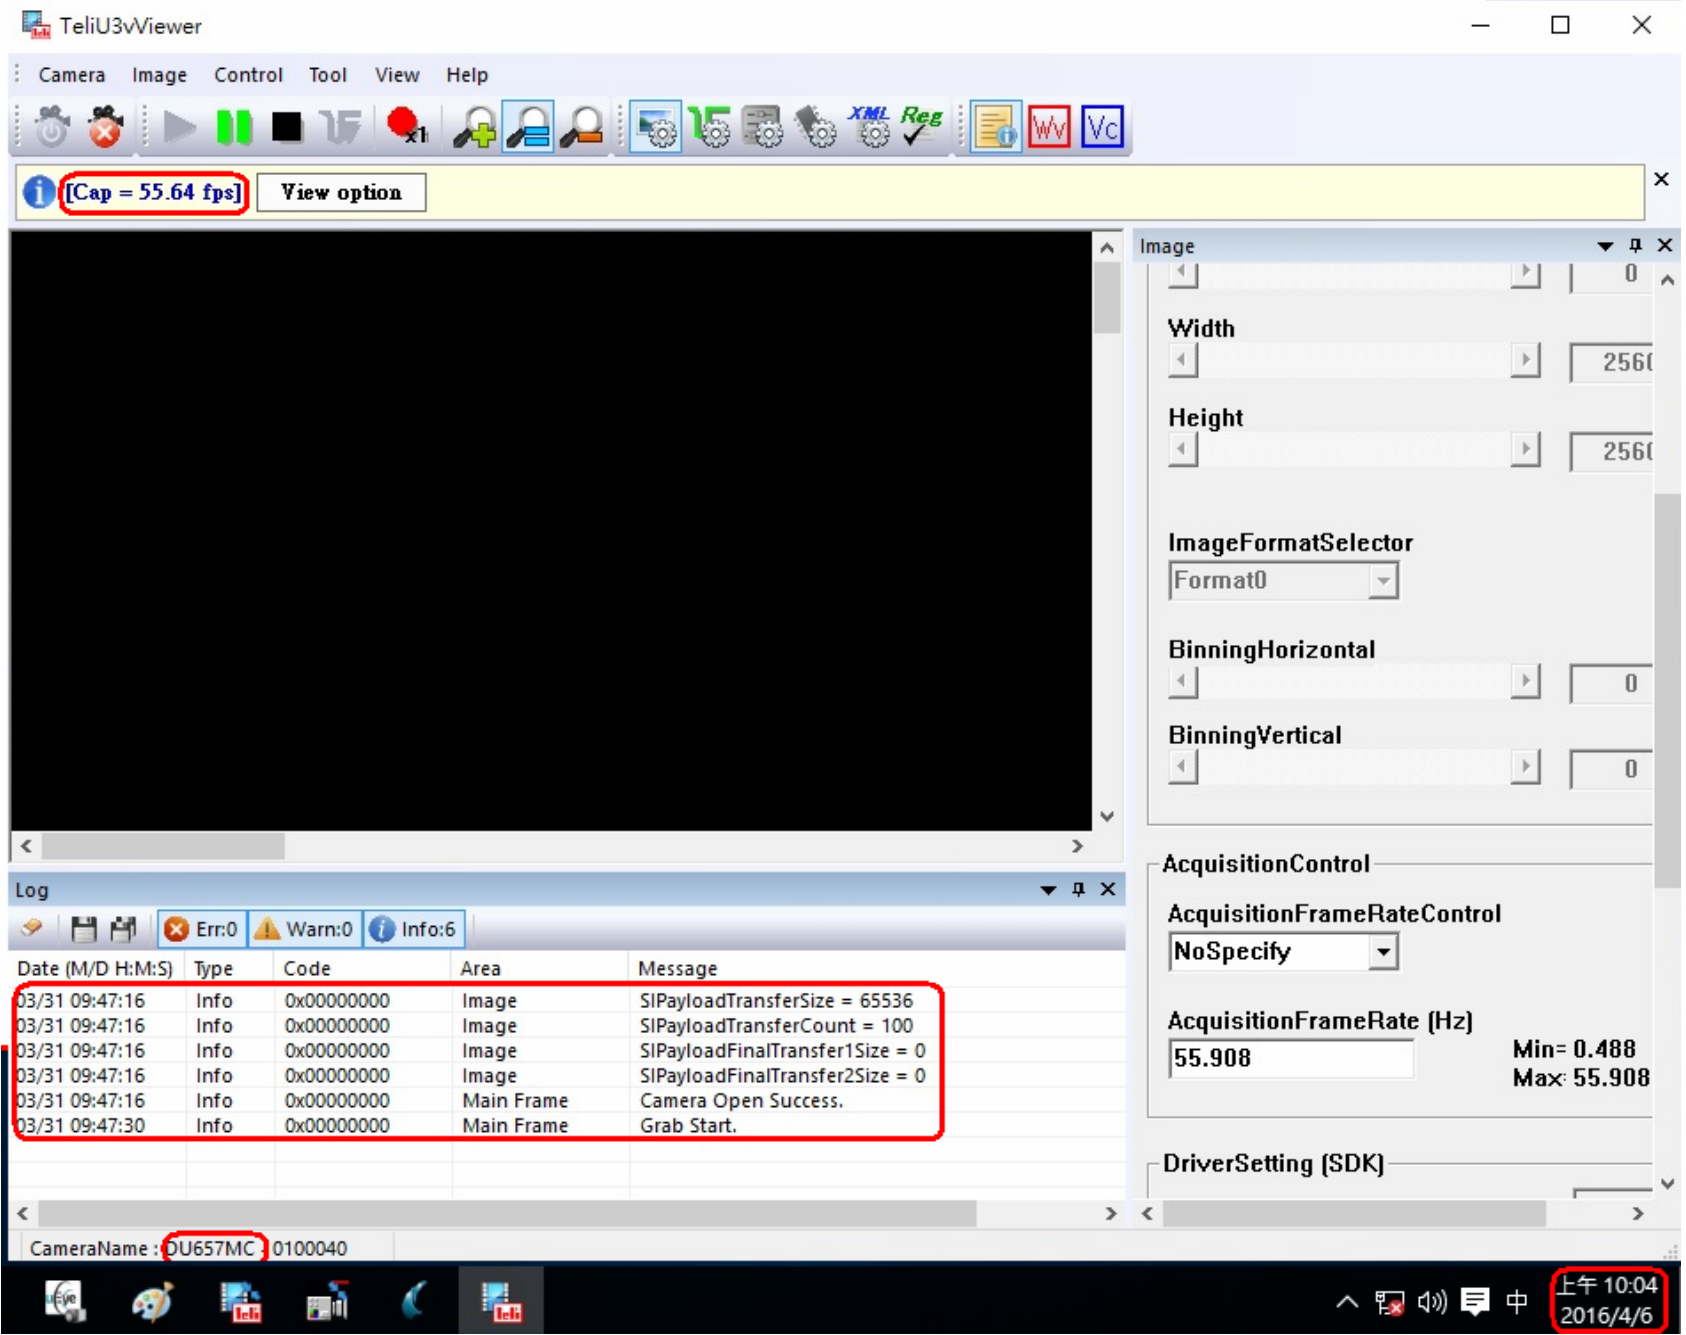 TeliU3vViewer
Camera Image Control Tool View Help
x1 XML Reg Wv Vc
[Cap = 55.64 fps] View option
Image
0
Width
2560
Height
2560
ImageFormatSelector
Format0
BinningHorizontal
0
BinningVertical
0
AcquisitionControl
AcquisitionFrameRateControl
NoSpecify
AcquisitionFrameRate (Hz)
55.908
Min= 0.488
Max: 55.908
DriverSetting (SDK)
Log
Err:0 Warn:0 Info:6
Date (M/D H:M:S) Type Code Area Message
03/31 09:47:16 Info 0x00000000 Image SIPayloadTransferSize = 65536
03/31 09:47:16 Info 0x00000000 Image SIPayloadTransferCount = 100
03/31 09:47:16 Info 0x00000000 Image SIPayloadFinalTransfer1Size = 0
03/31 09:47:16 Info 0x00000000 Image SIPayloadFinalTransfer2Size = 0
03/31 09:47:16 Info 0x00000000 Main Frame Camera Open Success.
03/31 09:47:30 Info 0x00000000 Main Frame Grab Start.
CameraName : DU657MC - 0100040
uEye Teli Teli 中 上午 10:04
2016/4/6